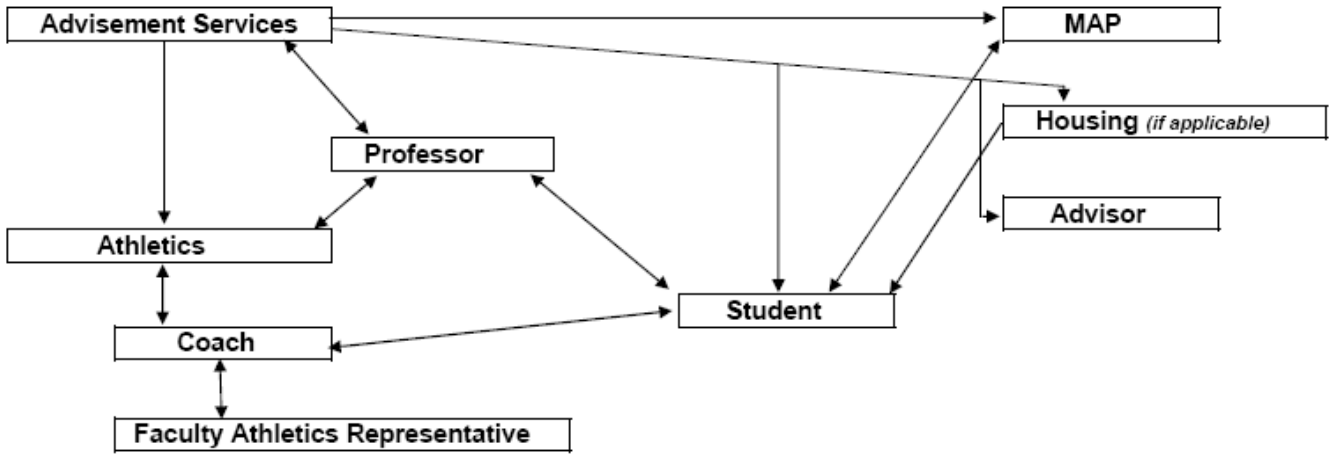 Advisement Services
MAP
Housing (if applicable)
Professor
Advisor
Athletics
Student
Coach
Faculty Athletics Representative